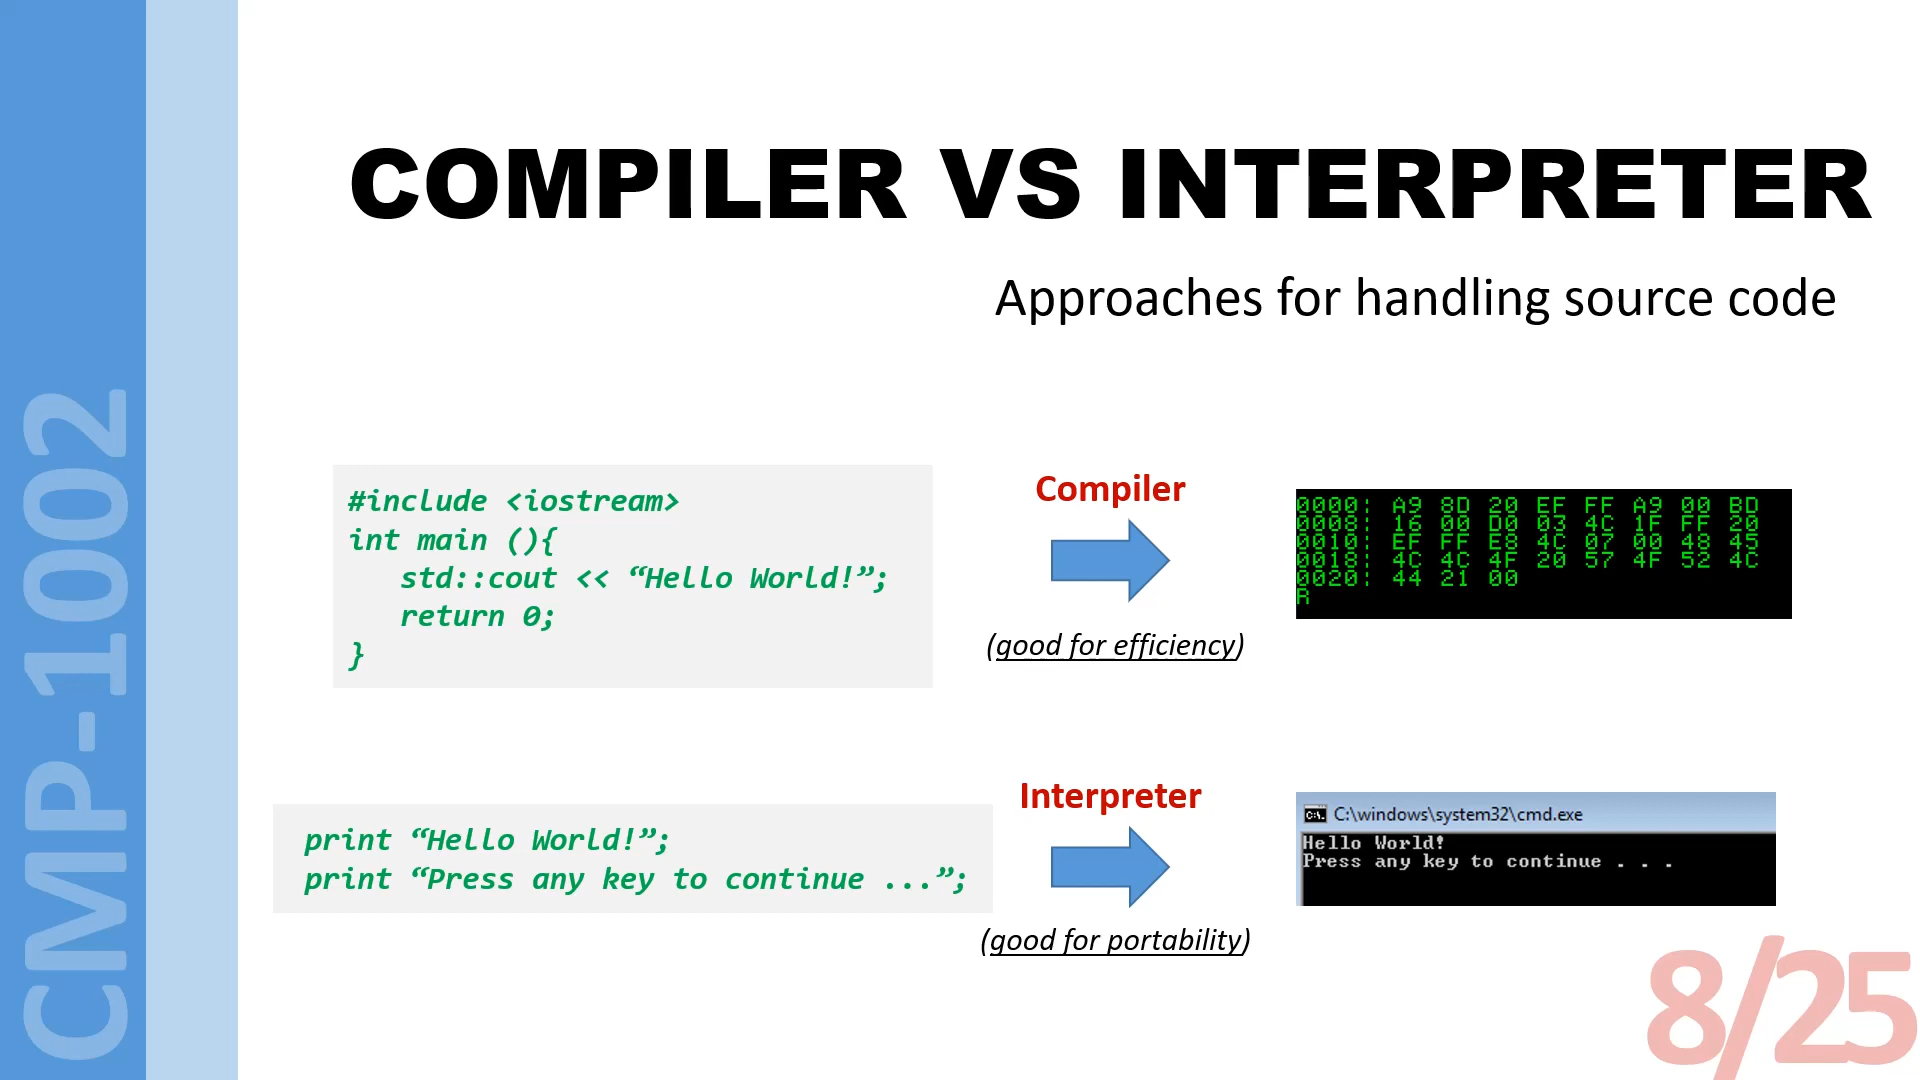 COMPILER VS INTERPRETER
Approaches for handling source code
CMP-1002
#include <iostream>
int main (){
std::cout << “Hello World!”;
return 0;
}
Compiler
(good for efficiency)
0000: A9 8D 20 EF FF A9 00 BD
0008: 16 00 D0 03 4C 1F FF 20
0010: EF FF E8 4C 07 00 48 45
0018: 4C 4C 4F 20 57 4F 52 4C
0020: 44 21 00
R
print “Hello World!”;
print “Press any key to continue ...”;
Interpreter
(good for portability)
C:\windows\system32\cmd.exe
Hello World!
Press any key to continue . . .
8/25